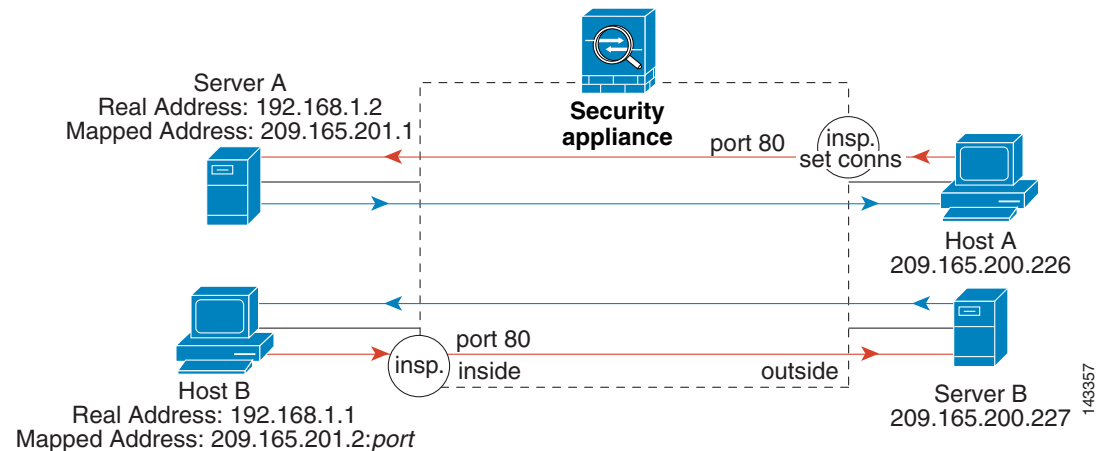 Server A
Real Address: 192.168.1.2
Mapped Address: 209.165.201.1
Security
appliance
port 80
insp.
set conns
Host A
209.165.200.226
port 80
insp.
inside
outside
Host B
Real Address: 192.168.1.1
Mapped Address: 209.165.201.2:port
Server B
209.165.200.227
143357